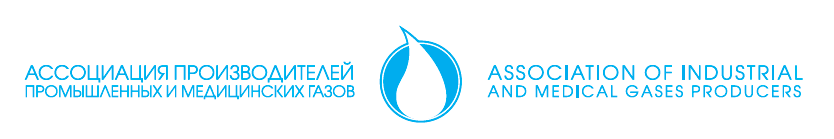 АССОЦИАЦИЯ ПРОИЗВОДИТЕЛЕЙ
ПРОМЫШЛЕННЫХ И МЕДИЦИНСКИХ ГАЗОВ
ASSOCIATION OF INDUSTRIAL
AND MEDICAL GASES PRODUCERS